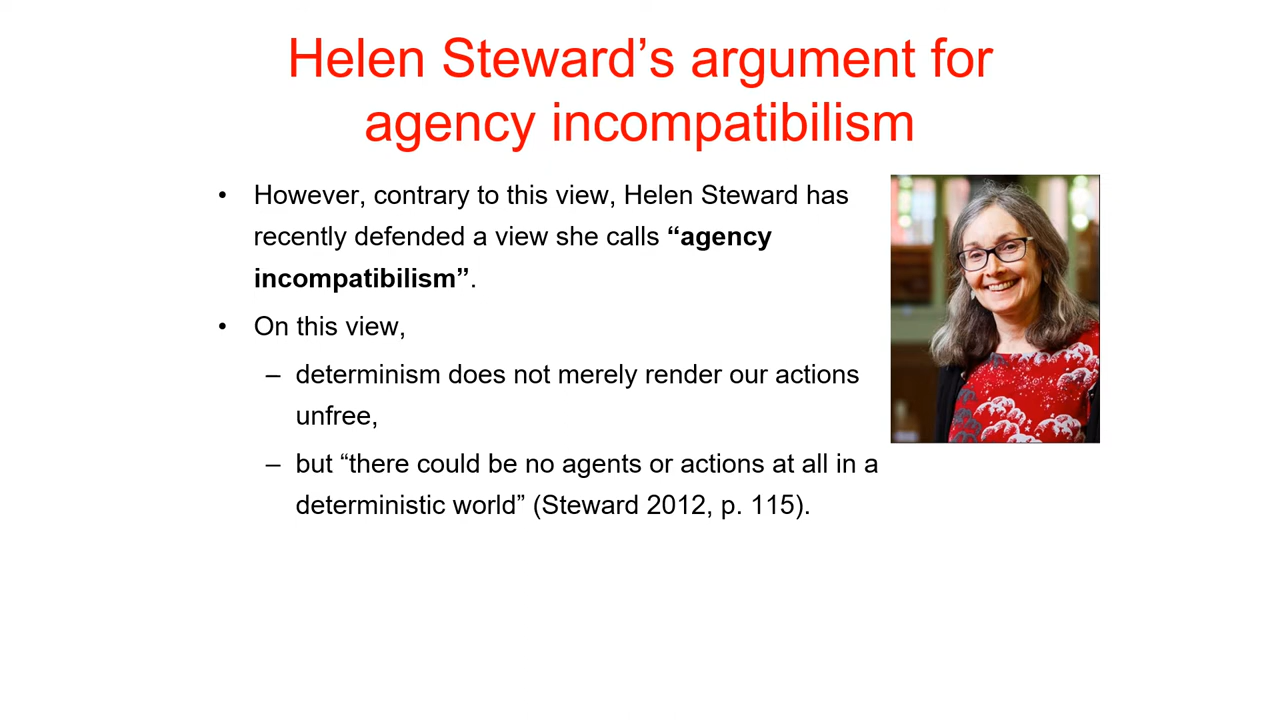 Helen Steward’s argument for
agency incompatibilism
• However, contrary to this view, Helen Steward has
recently defended a view she calls “agency
incompatibilism”.
• On this view,
– determinism does not merely render our actions
unfree,
– but “there could be no agents or actions at all in a
deterministic world” (Steward 2012, p. 115).